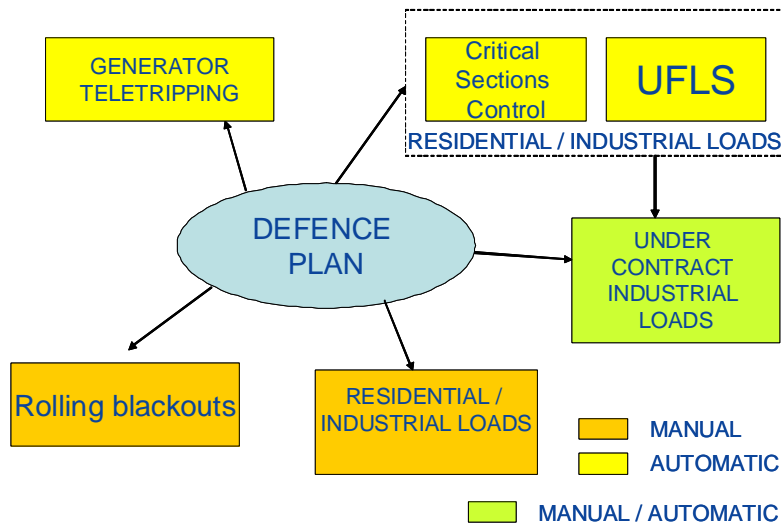 GENERATOR
TELETRIPPING
Critical
Sections
Control
UFLS
RESIDENTIAL / INDUSTRIAL LOADS
DEFENCE
PLAN
UNDER
CONTRACT
INDUSTRIAL
LOADS
Rolling blackouts
RESIDENTIAL /
INDUSTRIAL LOADS
MANUAL
AUTOMATIC
MANUAL / AUTOMATIC